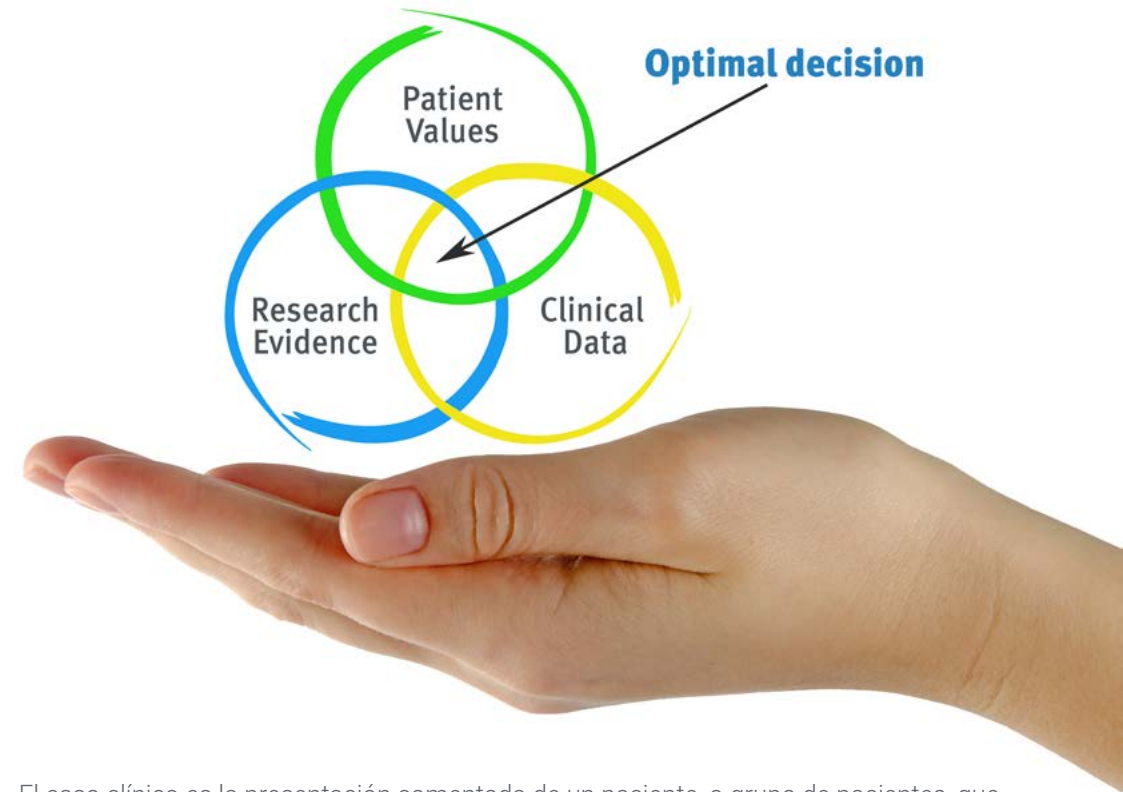 Optimal decision
Patient
Values
Research
Evidence
Clinical
Data
El caso clínico es la presentación comentada de un paciente, o grupo de pacientes, que